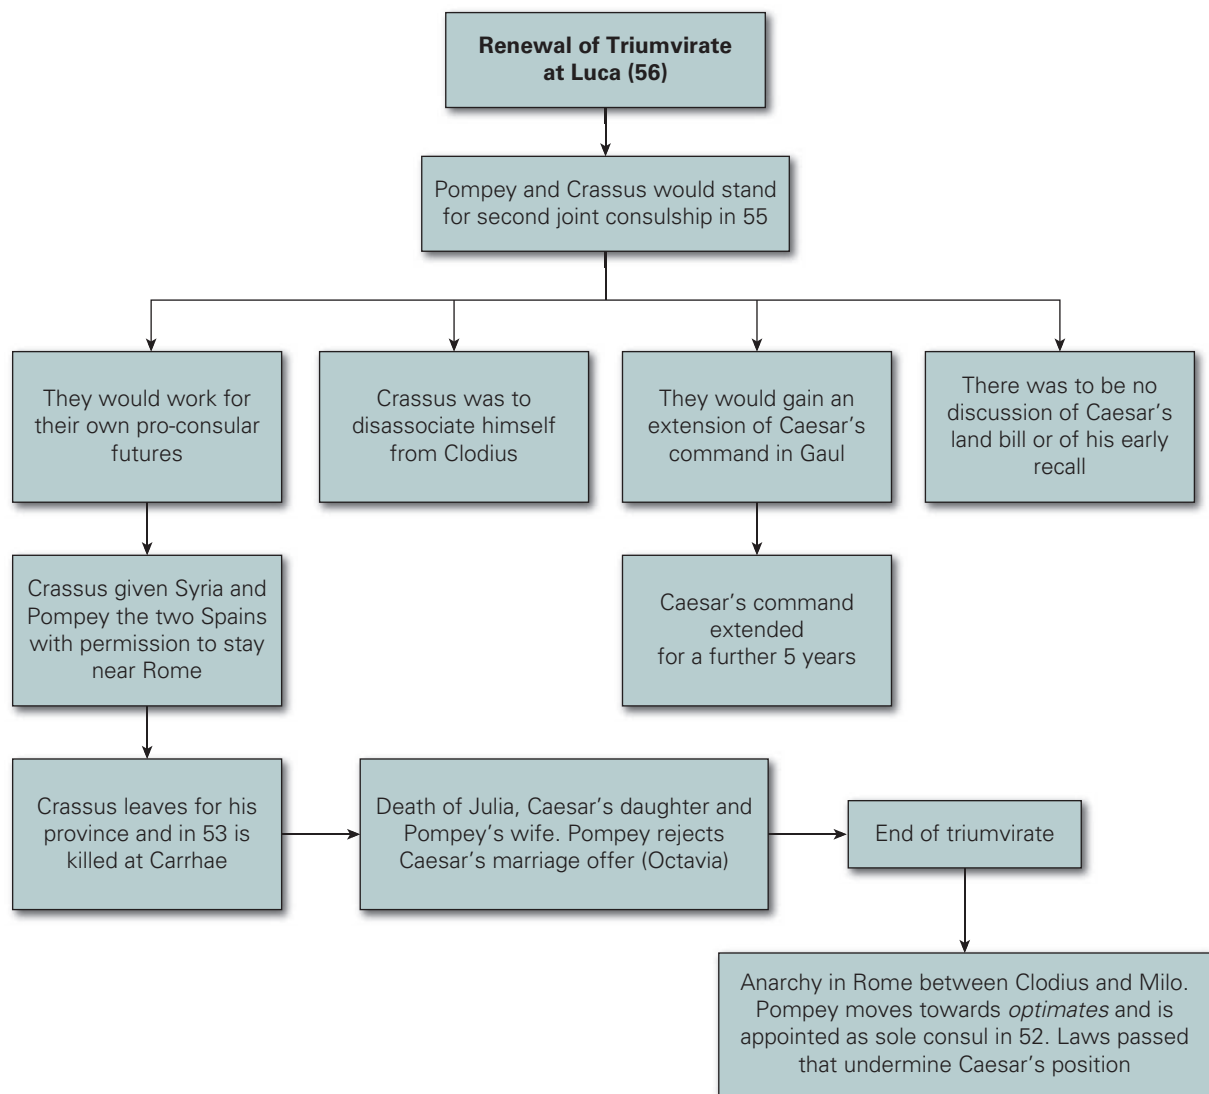 Renewal of Triumvirate
at Luca (56)
Pompey and Crassus would stand
for second joint consulship in 55
They would work for
their own pro-consular
futures
Crassus was to
disassociate himself
from Clodius
They would gain an
extension of Caesar’s
command in Gaul
There was to be no
discussion of Caesar’s
land bill or of his early
recall
Crassus given Syria and
Pompey the two Spains
with permission to stay
near Rome
Caesar’s command
extended
for a further 5 years
Crassus leaves for his
province and in 53 is
killed at Carrhae
Death of Julia, Caesar’s daughter and
Pompey’s wife. Pompey rejects
Caesar’s marriage offer (Octavia)
End of triumvirate
Anarchy in Rome between Clodius and Milo.
Pompey moves towards optimates and is
appointed as sole consul in 52. Laws passed
that undermine Caesar’s position